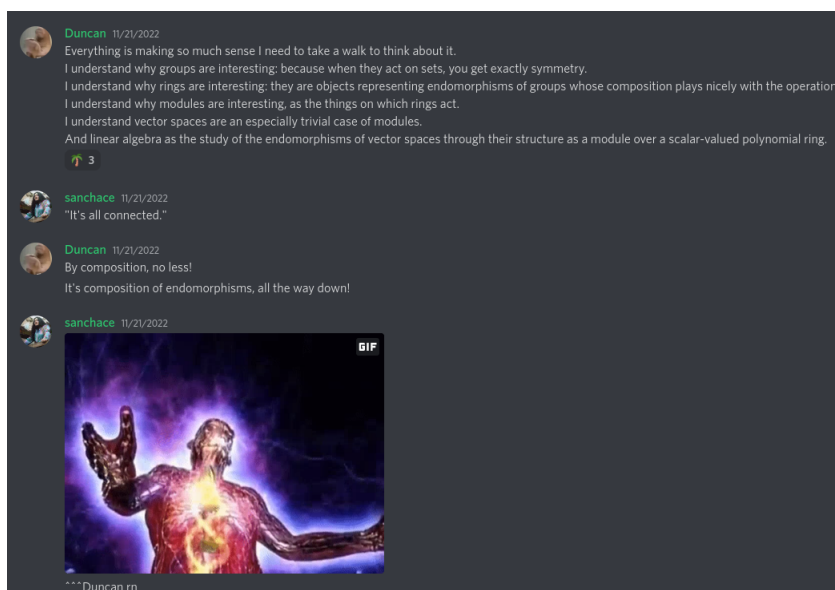 Duncan 11/21/2022
Everything is making so much sense I need to take a walk to think about it.
I understand why groups are interesting: because when they act on sets, you get exactly symmetry.
I understand why rings are interesting: they are objects representing endomorphisms of groups whose composition plays nicely with the operation
I understand why modules are interesting, as the things on which rings act.
I understand vector spaces are an especially trivial case of modules.
And linear algebra as the study of the endomorphisms of vector spaces through their structure as a module over a scalar-valued polynomial ring.
3
sanchace 11/21/2022
"It's all connected."
Duncan 11/21/2022
By composition, no less!
It's composition of endomorphisms, all the way down!
sanchace 11/21/2022
GIF
^^^Duncan rn